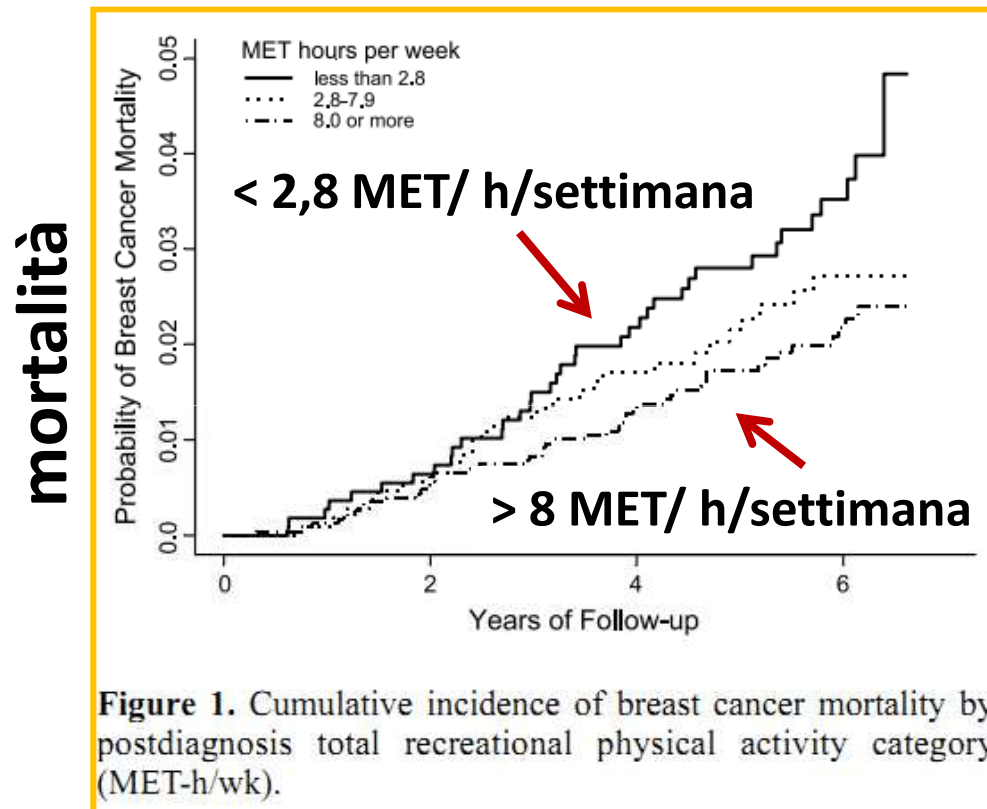 MET hours per week
less than 2.8
2.8-7.9
8.0 or more
< 2,8 MET/ h/settimana
> 8 MET/ h/settimana
mortalità
Probability of Breast Cancer Mortality
0.05
0.04
0.03
0.02
0.01
0.0
0
2
4
6
Years of Follow-up
Figure 1. Cumulative incidence of breast cancer mortality by
postdiagnosis total recreational physical activity category
(MET-h/wk).